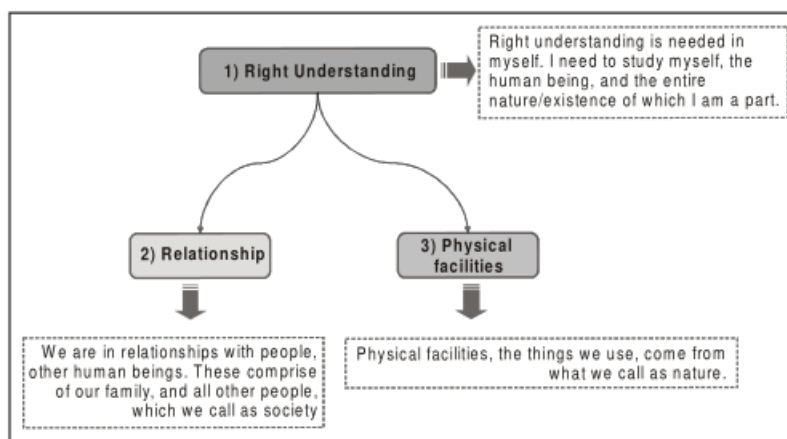 1) Right Understanding
Right understanding is needed in
myself. I need to study myself, the
human being, and the entire
nature/existence of which I am a part.
2) Relationship
3) Physical
facilities
We are in relationships with people,
other human beings. These comprise
of our family, and all other people,
which we call as society
Physical facilities, the things we use, come from
what we call as nature.